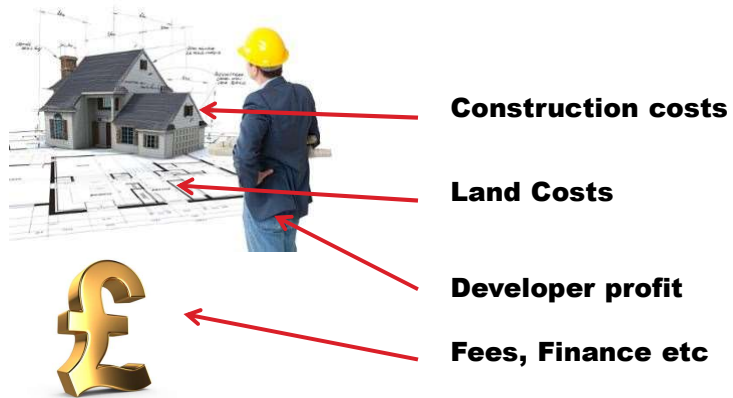 Construction costs
Land Costs
Developer profit
Fees, Finance etc
£